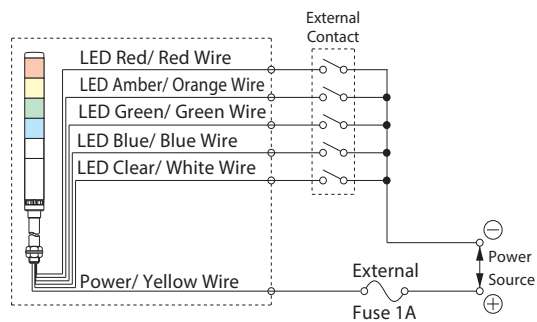 External
Contact
LED Red/ Red Wire
LED Amber/ Orange Wire
LED Green/ Green Wire
LED Blue/ Blue Wire
LED Clear/ White Wire
−
Power
Source
Power/ Yellow Wire
External
Fuse 1A
+